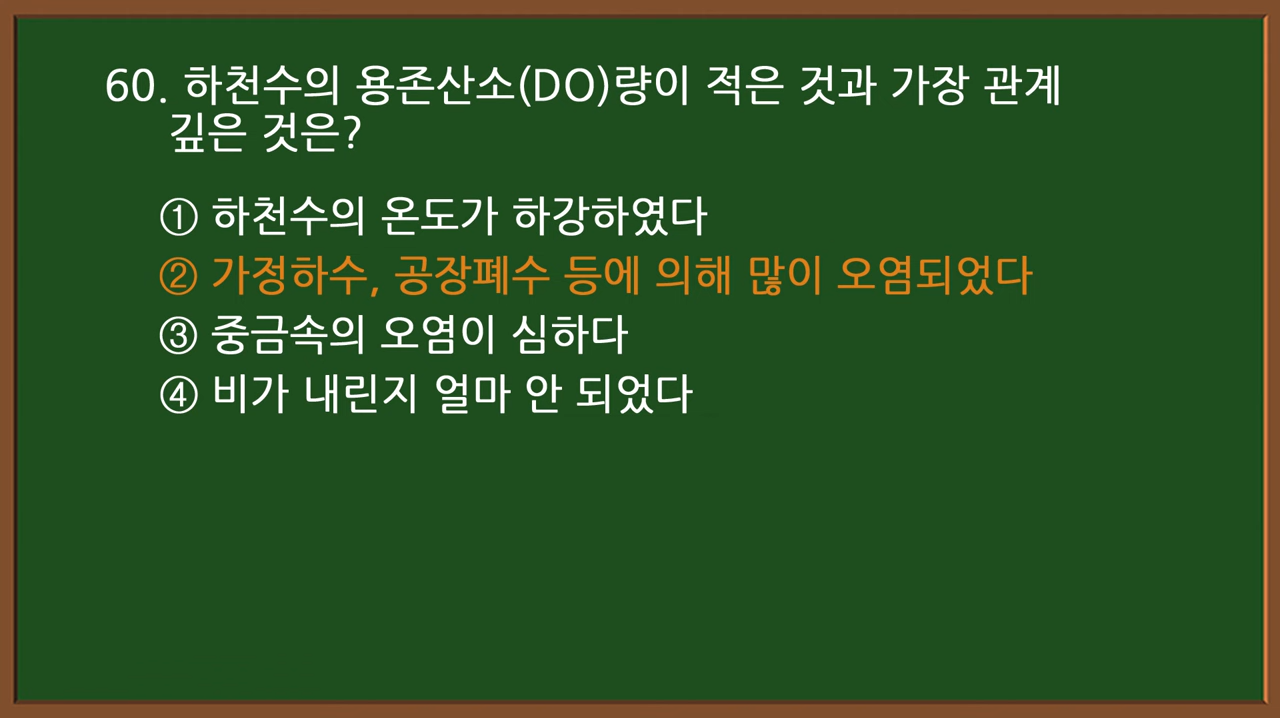 60. 하천수의 용존산소(DO)량이 적은 것과 가장 관계
깊은 것은?
① 하천수의 온도가 하강하였다
② 가정하수, 공장폐수 등에 의해 많이 오염되었다
③ 중금속의 오염이 심하다
④ 비가 내린지 얼마 안 되었다